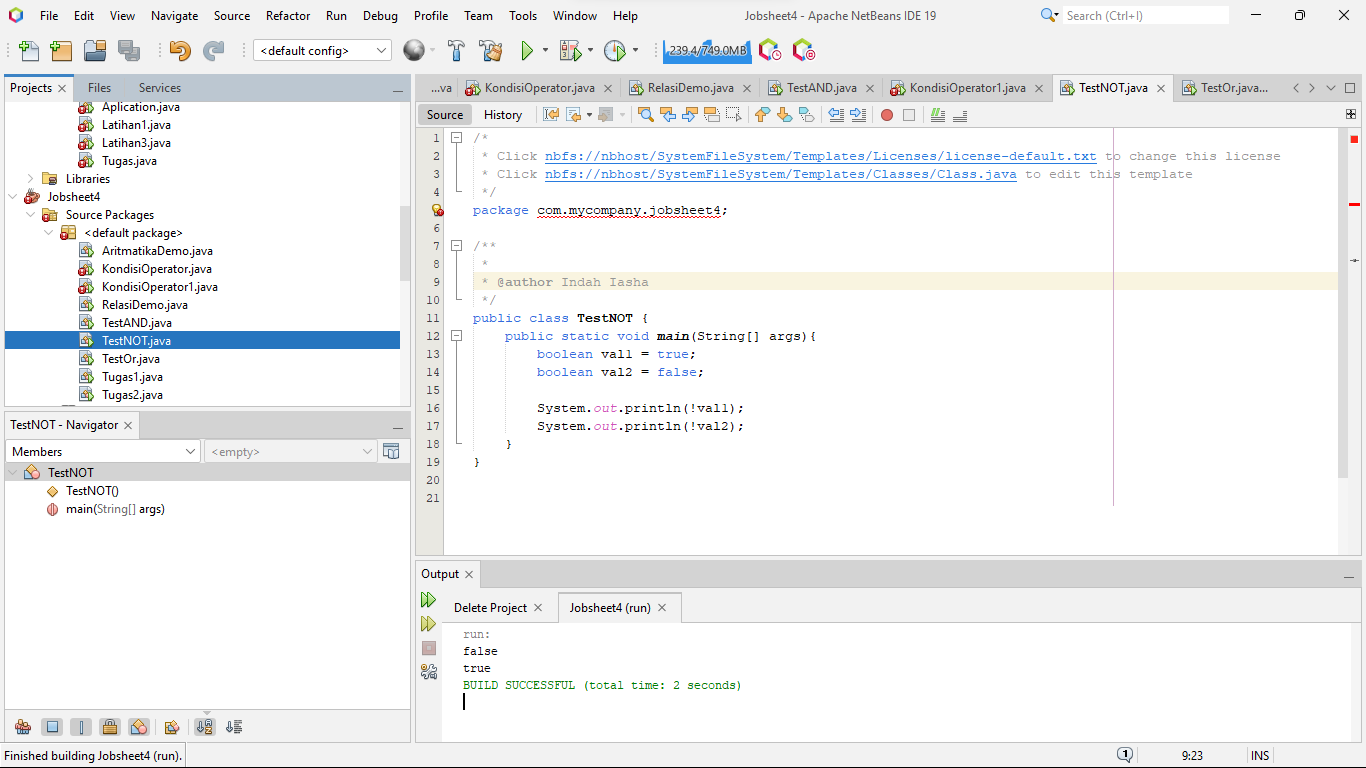 File Edit View Navigate Source Refactor Run Debug Profile Team Tools Window Help
Jobsheet4 - Apache NetBeans IDE 19
Search (Ctrl+I)
<default config>
239.4/749.0MB
Projects Files Services
Aplication.java
Latihan1.java
Latihan3.java
Tugas.java
Libraries
Jobsheet4
Source Packages
<default package>
AritmatikaDemo.java
KondisiOperator.java
KondisiOperator1.java
RelasiDemo.java
TestAND.java
TestNOT.java
TestOr.java
Tugas1.java
Tugas2.java
TestNOT - Navigator
Members
<empty>
TestNOT
TestNOT()
main(String[] args)
...va KondisiOperator.java RelasiDemo.java TestAND.java KondisiOperator1.java TestNOT.java TestOr.java...
Source History
1 /*
2 * Click nbfs://nbhost/SystemFileSystem/Templates/Licenses/license-default.txt to change this license
3 * Click nbfs://nbhost/SystemFileSystem/Templates/Classes/Class.java to edit this template
4 */
package com.mycompany.jobsheet4;
6
7 /**
8 *
9 * @author Indah Iasha
10 */
11 public class TestNOT {
12 public static void main(String[] args){
13 boolean val1 = true;
14 boolean val2 = false;
15
16 System.out.println(!val1);
17 System.out.println(!val2);
18 }
19 }
20
21
Output
Delete Project Jobsheet4 (run)
run:
false
true
BUILD SUCCESSFUL (total time: 2 seconds)
Finished building Jobsheet4 (run).
1
9:23
INS